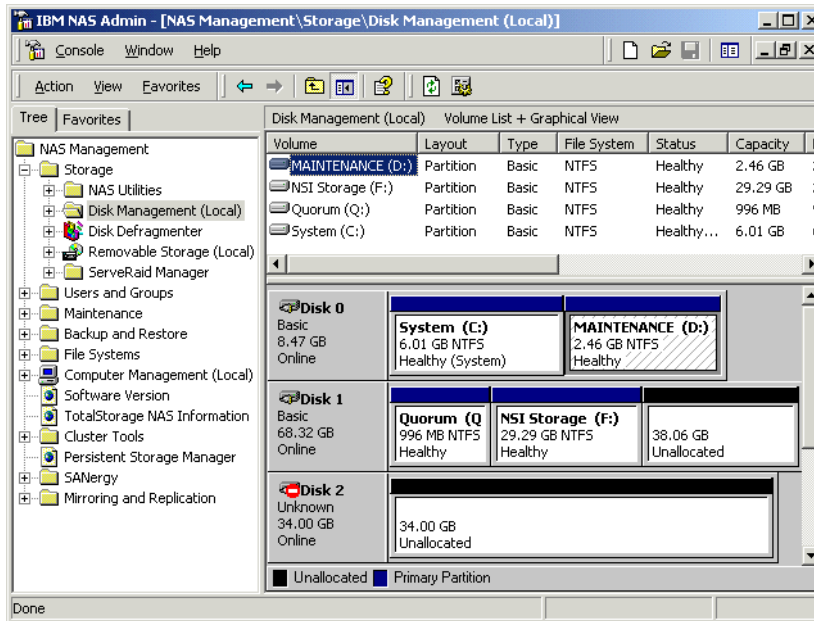 IBM NAS Admin - [NAS Management\Storage\Disk Management (Local)]
Console Window Help
Action View Favorites
Tree Favorites
Disk Management (Local) Volume List + Graphical View
NAS Management
Storage
NAS Utilities
Disk Management (Local)
Disk Defragmenter
Removable Storage (Local)
ServeRaid Manager
Users and Groups
Maintenance
Backup and Restore
File Systems
Computer Management (Local)
Software Version
TotalStorage NAS Information
Cluster Tools
Persistent Storage Manager
SANergy
Mirroring and Replication
Volume Layout Type File System Status Capacity
MAINTENANCE (D:) Partition Basic NTFS Healthy 2.46 GB
NSI Storage (F:) Partition Basic NTFS Healthy 29.29 GB
Quorum (Q:) Partition Basic NTFS Healthy 996 MB
System (C:) Partition Basic NTFS Healthy... 6.01 GB
Disk 0
Basic
8.47 GB
Online
System (C:)
6.01 GB NTFS
Healthy (System)
MAINTENANCE (D:)
2.46 GB NTFS
Healthy
Disk 1
Basic
68.32 GB
Online
Quorum (Q
996 MB NTFS
Healthy
NSI Storage (F:)
29.29 GB NTFS
Healthy
38.06 GB
Unallocated
Disk 2
Unknown
34.00 GB
Online
34.00 GB
Unallocated
Unallocated Primary Partition
Done